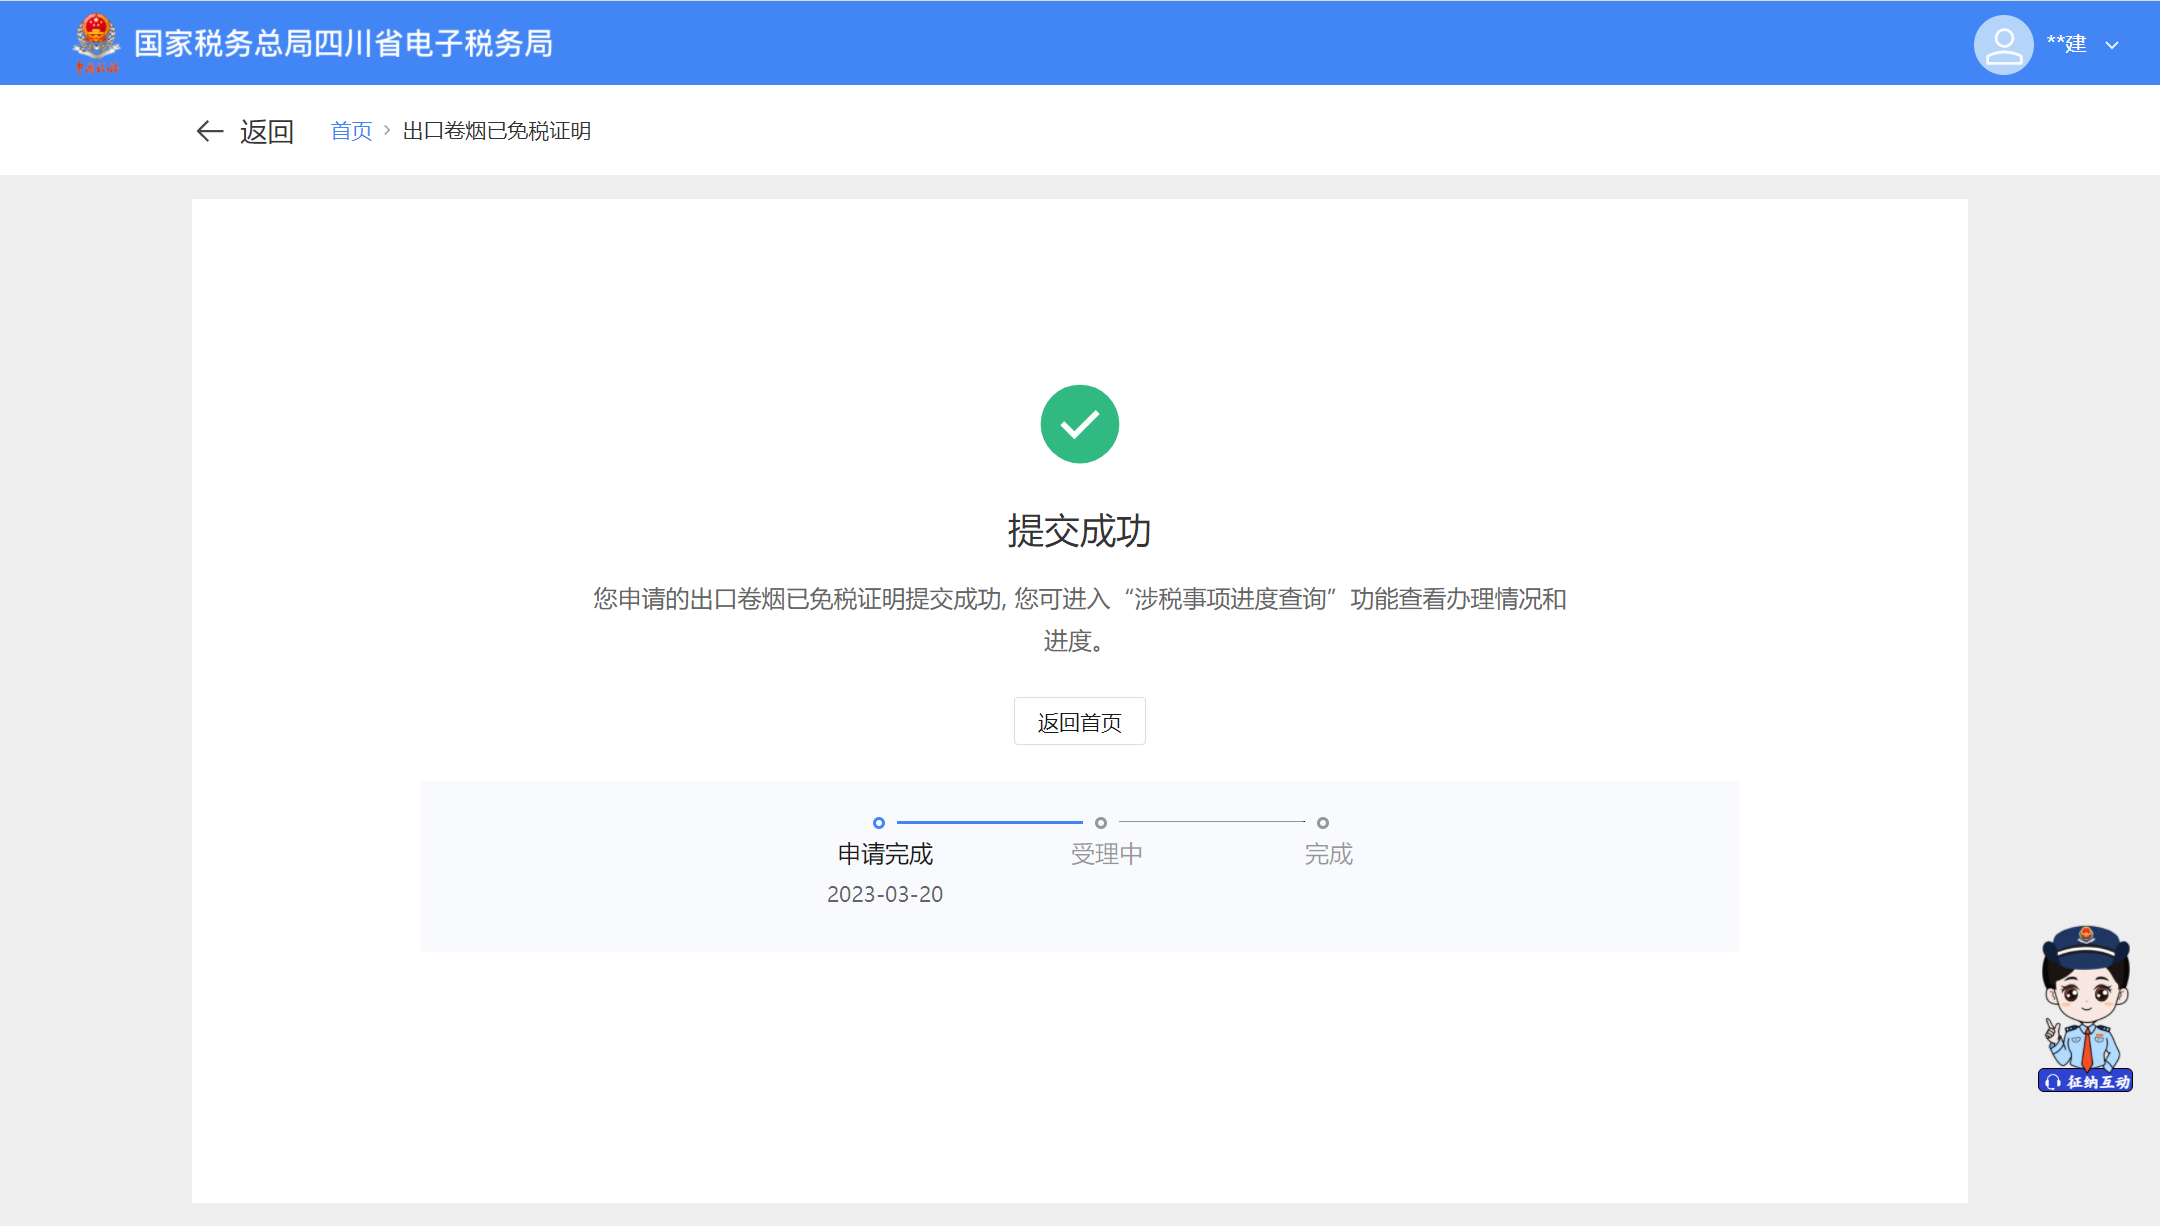 国家税务总局四川省电子税务局
**建
返回
首页 > 出口卷烟已免税证明
提交成功
您申请的出口卷烟已免税证明提交成功, 您可进入“涉税事项进度查询”功能查看办理情况和
进度。
返回首页
申请完成
受理中
完成
2023-03-20
征纳互动